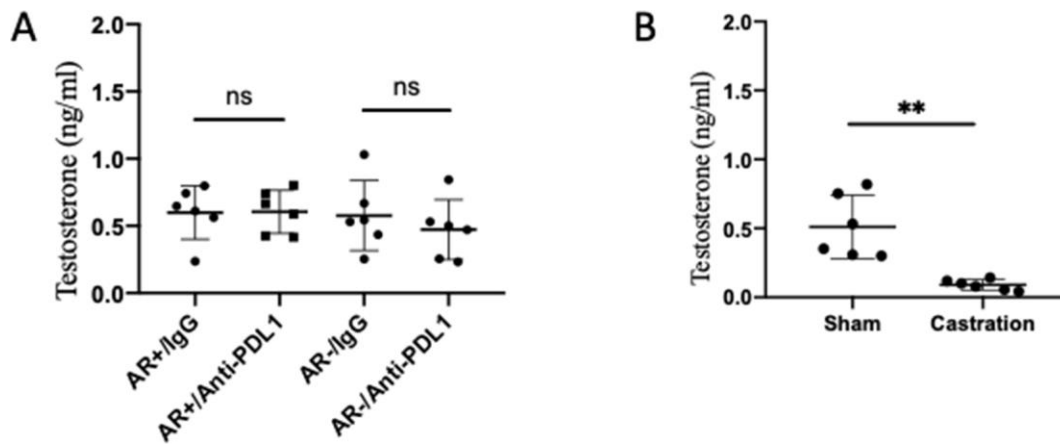 A
Testosterone (ng/ml)
2.0
1.5
1.0
0.5
0.0
ns
ns
AR+/IgG
AR+/Anti-PDL1
AR-/IgG
AR-/Anti-PDL1
B
Testosterone (ng/ml)
2.0
1.5
1.0
0.5
0.0
**
Sham
Castration